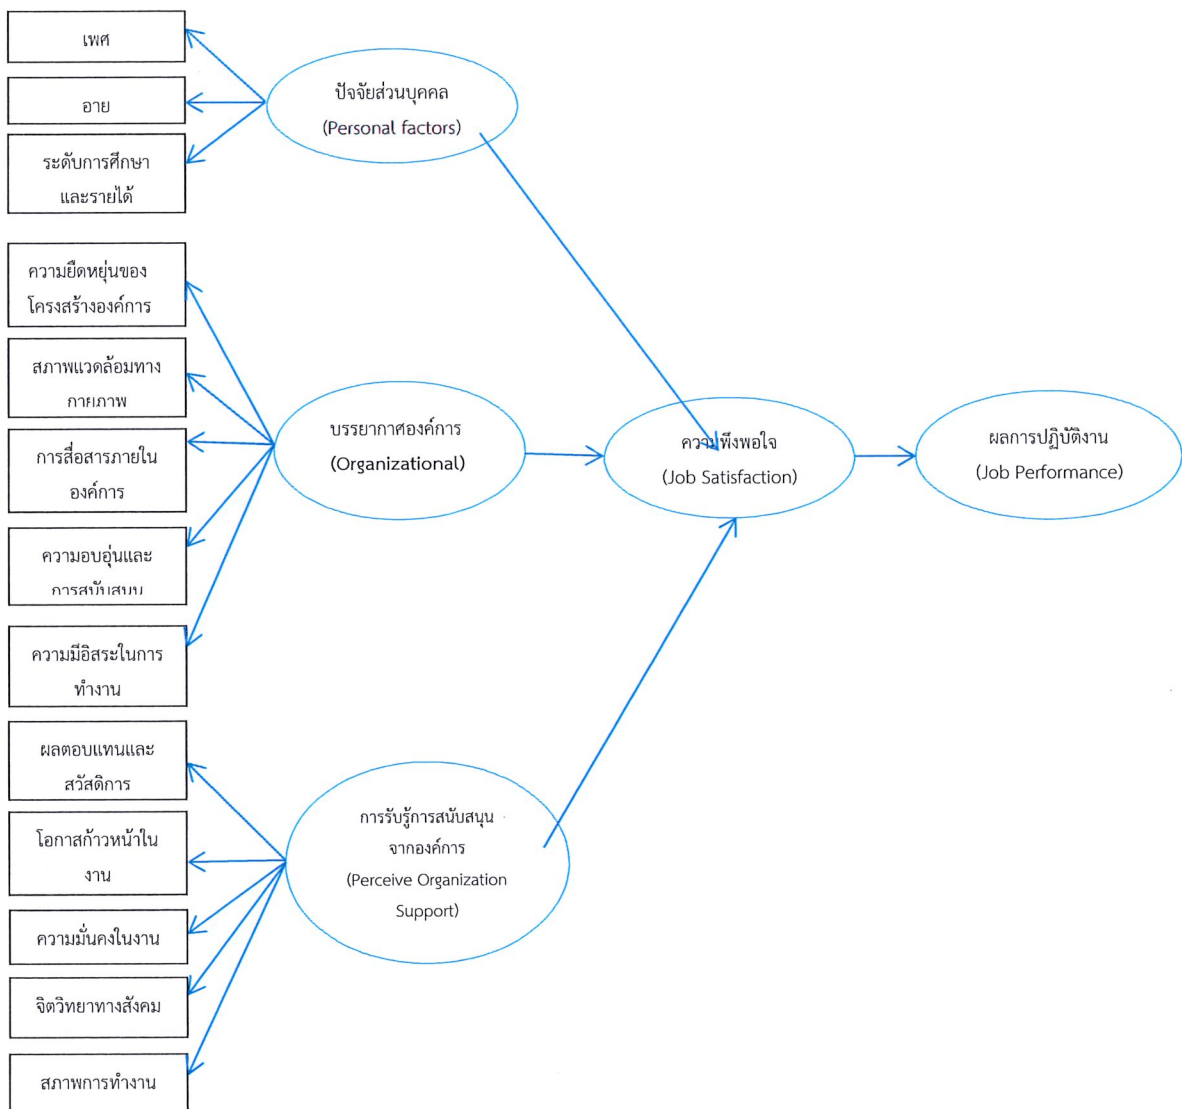 เพศ
อาย
ระดับการศึกษา
และรายได้
ความยืดหยุ่นของ
โครงสร้างองค์การ
สภาพแวดล้อมทาง
กายภาพ
การสื่อสารภายใน
องค์การ
ความอบอุ่นและ
การสนับสนุน
ความมีอิสระในการ
ทำงาน
ผลตอบแทนและ
สวัสดิการ
โอกาสก้าวหน้าใน
งาน
ความมั่นคงในงาน
จิตวิทยาทางสังคม
สภาพการทำงาน
ปัจจัยส่วนบุคคล
(Personal factors)
บรรยากาศองค์การ
(Organizational)
การรับรู้การสนับสนุน
จากองค์การ
(Perceive Organization
Support)
ความพึงพอใจ
(Job Satisfaction)
ผลการปฏิบัติงาน
(Job Performance)